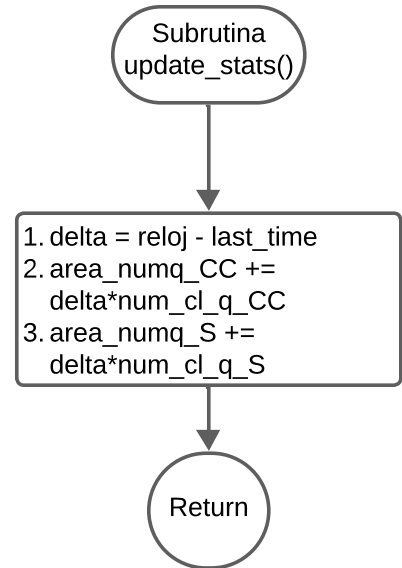 Subrutina
update_stats()
1. delta = reloj - last_time
2. area_numq_CC +=
delta*num_cl_q_CC
3. area_numq_S +=
delta*num_cl_q_S
Return